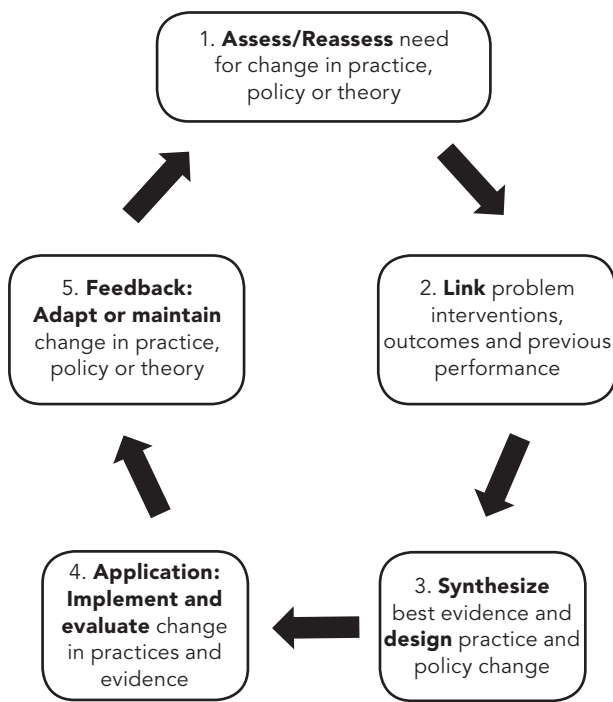 1. Assess/Reassess need
for change in practice,
policy or theory
2. Link problem
interventions,
outcomes and previous
performance
3. Synthesize
best evidence and
design practice and
policy change
4. Application:
Implement and
evaluate change
in practices and
evidence
5. Feedback:
Adapt or maintain
change in practice,
policy or theory